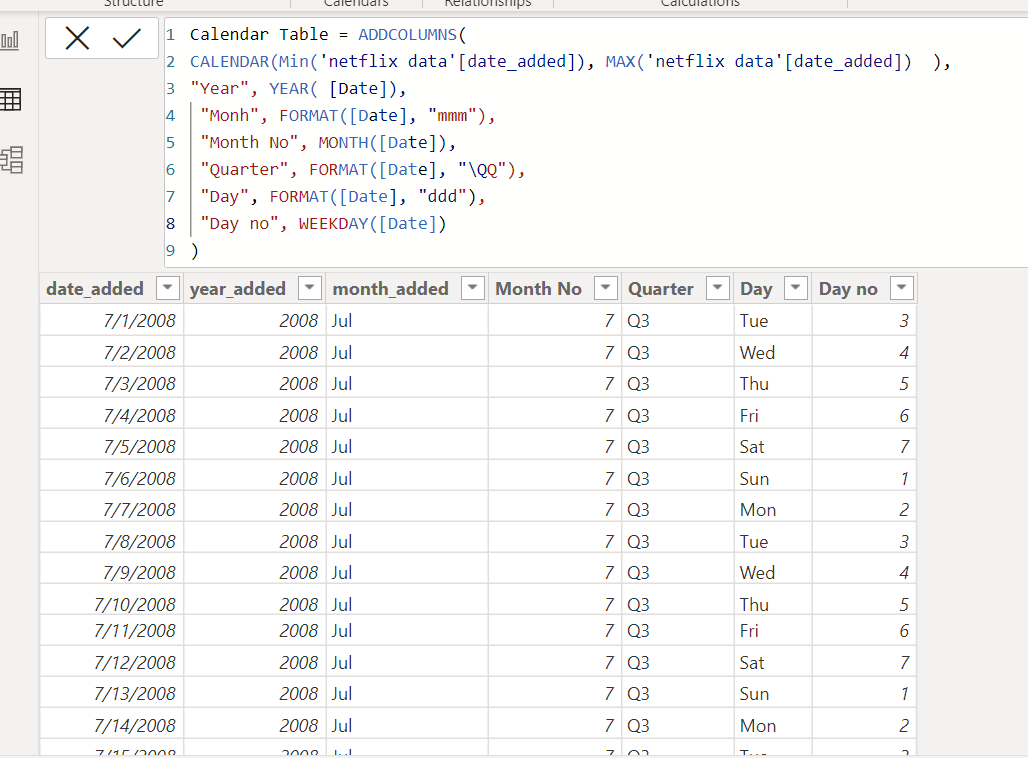 Structure Calendars Relationships Calculations
1 Calendar Table = ADDCOLUMNS(
2 CALENDAR(Min('netflix data'[date_added]), MAX('netflix data'[date_added])  ),
3 "Year", YEAR( [Date]),
4 "Monh", FORMAT([Date], "mmm"),
5 "Month No", MONTH([Date]),
6 "Quarter", FORMAT([Date], "\QQ"),
7 "Day", FORMAT([Date], "ddd"),
8 "Day no", WEEKDAY([Date])
9 )
date_added year_added month_added Month No Quarter Day Day no
7/1/2008 2008 Jul 7 Q3 Tue 3
7/2/2008 2008 Jul 7 Q3 Wed 4
7/3/2008 2008 Jul 7 Q3 Thu 5
7/4/2008 2008 Jul 7 Q3 Fri 6
7/5/2008 2008 Jul 7 Q3 Sat 7
7/6/2008 2008 Jul 7 Q3 Sun 1
7/7/2008 2008 Jul 7 Q3 Mon 2
7/8/2008 2008 Jul 7 Q3 Tue 3
7/9/2008 2008 Jul 7 Q3 Wed 4
7/10/2008 2008 Jul 7 Q3 Thu 5
7/11/2008 2008 Jul 7 Q3 Fri 6
7/12/2008 2008 Jul 7 Q3 Sat 7
7/13/2008 2008 Jul 7 Q3 Sun 1
7/14/2008 2008 Jul 7 Q3 Mon 2
7/15/2008 2008 Jul 7 Q3 Tue 3